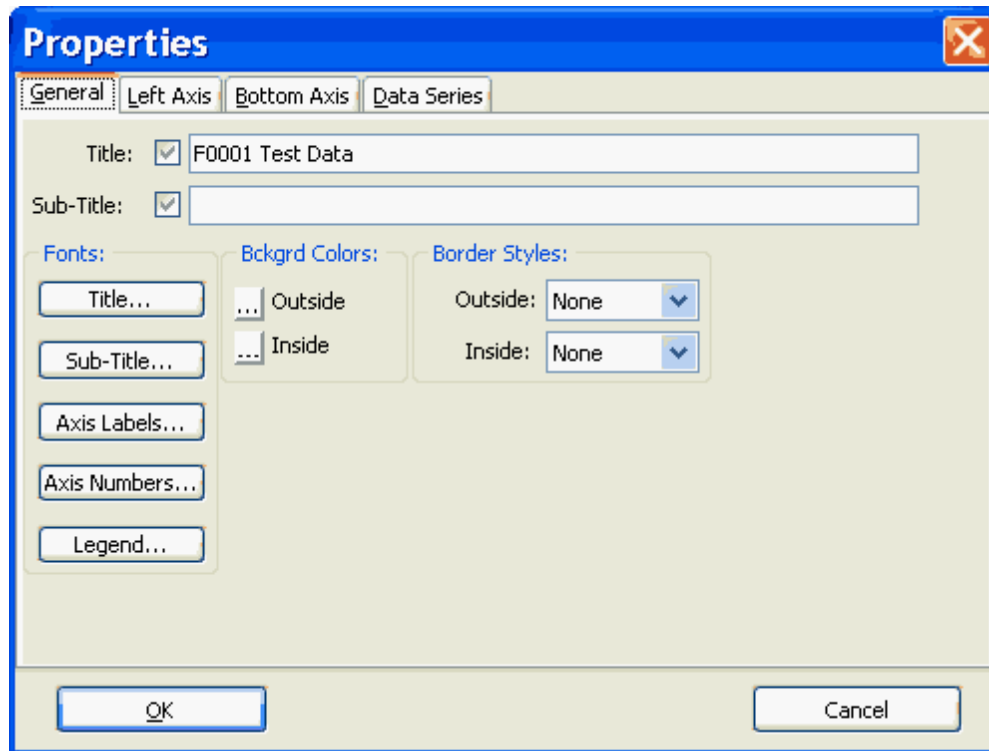 Properties
General Left Axis Bottom Axis Data Series
Title: F0001 Test Data
Sub-Title:
Fonts: Bckgrd Colors: Border Styles:
Title... ... Outside Outside: None
Sub-Title... ... Inside Inside: None
Axis Labels...
Axis Numbers...
Legend...
OK Cancel